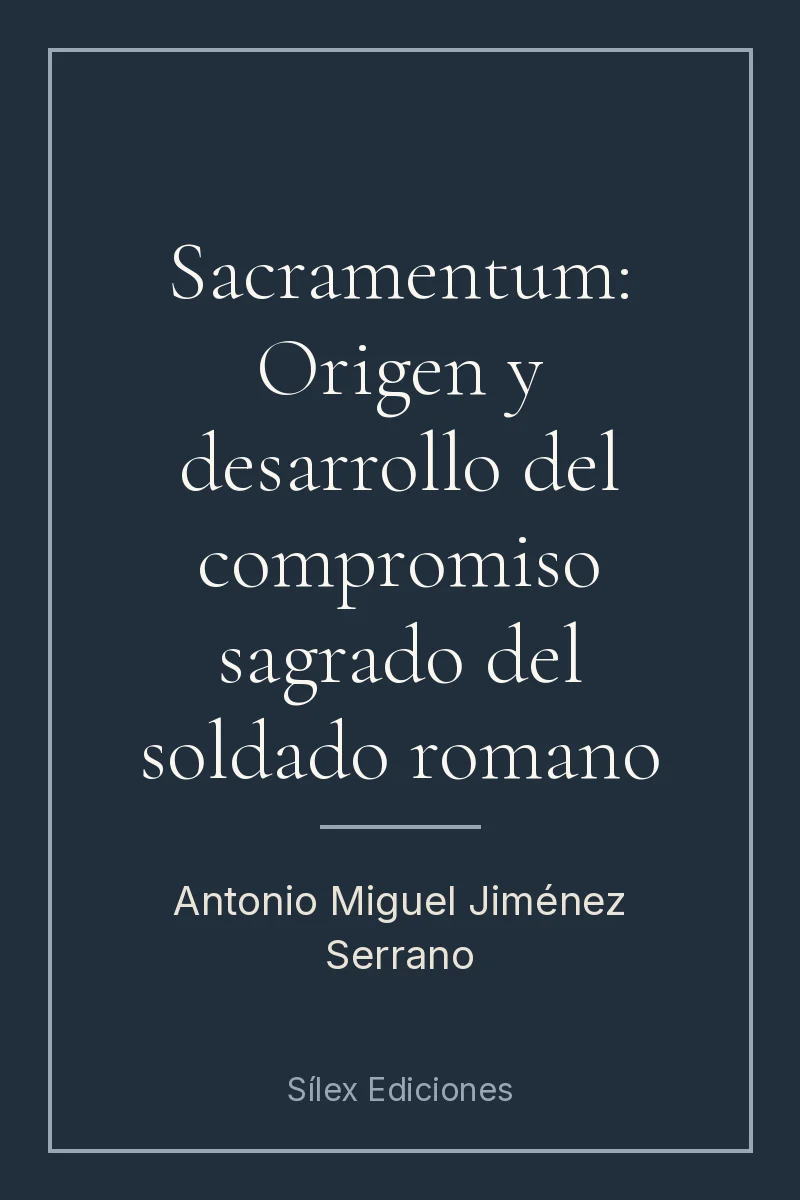 Sacramentum:
Origen y
desarrollo del
compromiso
sagrado del
soldado romano
Antonio Miguel Jiménez
Serrano
Sílex Ediciones